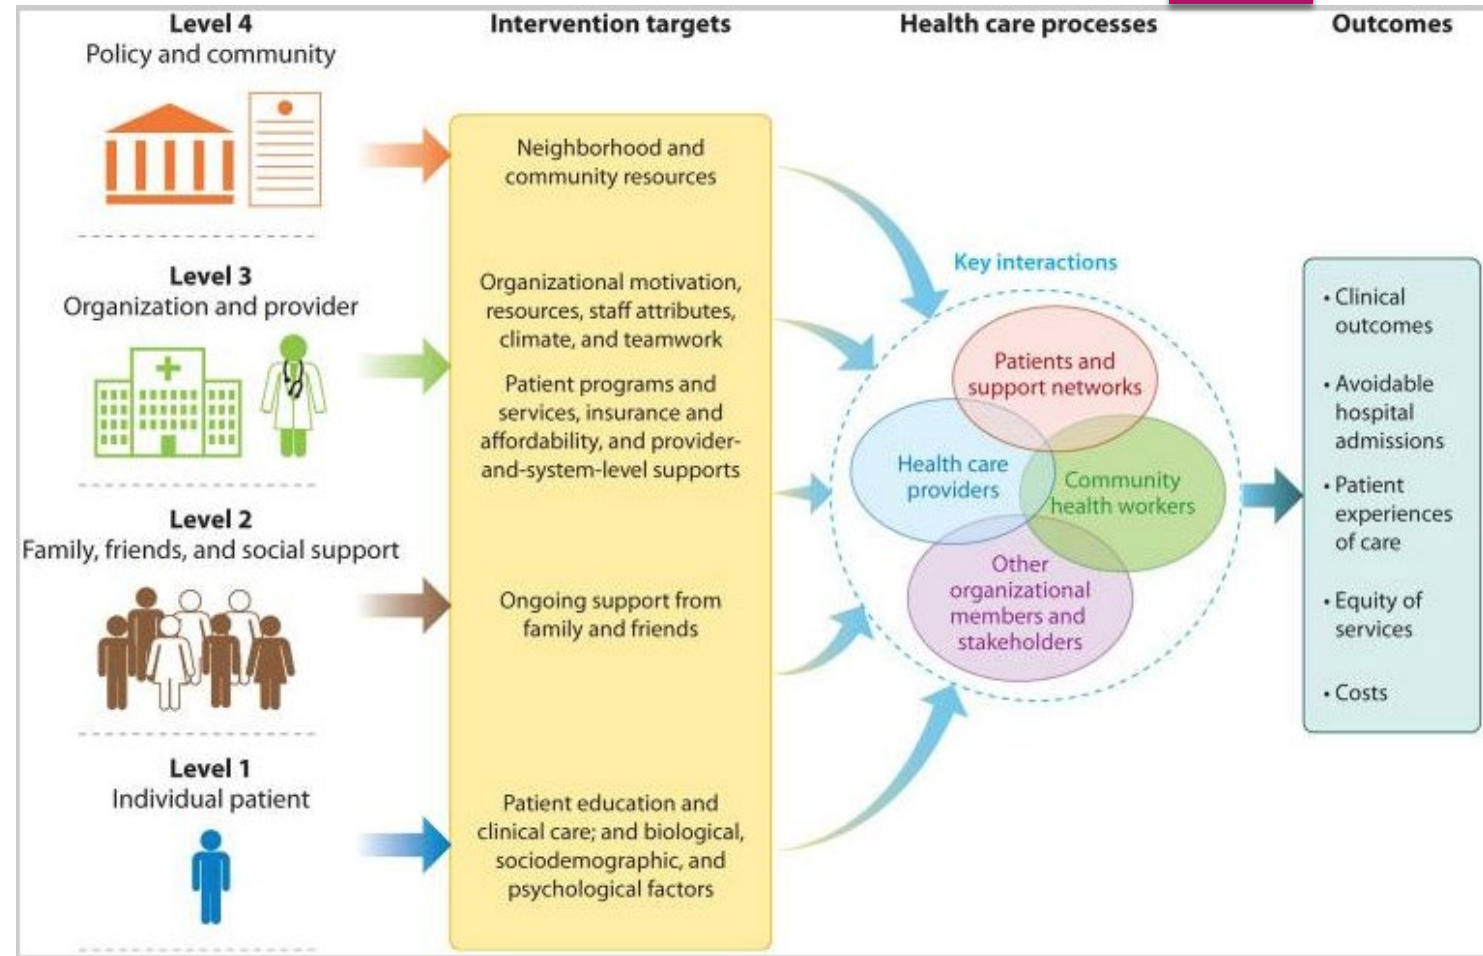 Level 4
Policy and community
Intervention targets
Health care processes
Outcomes
Neighborhood and
community resources
Level 3
Organization and provider
Organizational motivation,
resources, staff attributes,
climate, and teamwork
Patient programs and
services, insurance and
affordability, and provider-
and-system-level supports
Level 2
Family, friends, and social support
Ongoing support from
family and friends
Level 1
Individual patient
Patient education and
clinical care; and biological,
sociodemographic, and
psychological factors
Key interactions
Patients and
support networks
Health care
providers
Community
health workers
Other
organizational
members and
stakeholders
• Clinical
outcomes
• Avoidable
hospital
admissions
• Patient
experiences
of care
• Equity of
services
• Costs